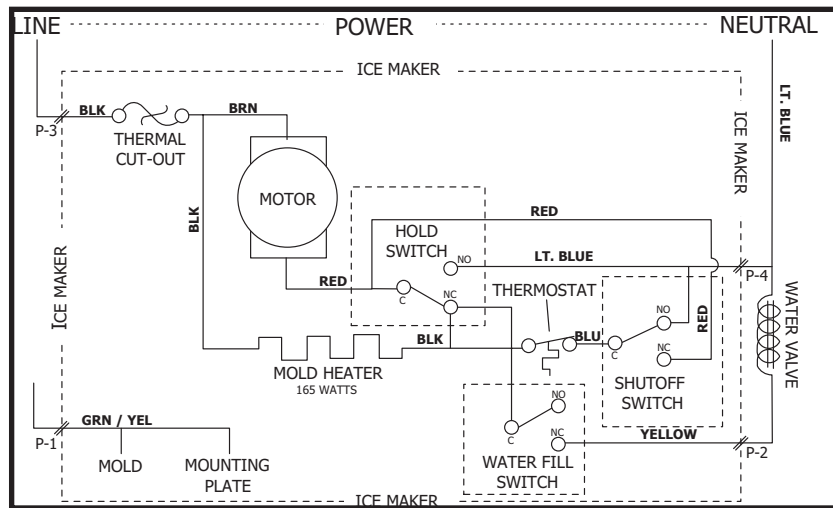 LINE
POWER
NEUTRAL
ICE MAKER
BLK
BRN
P-3
THERMAL
CUT-OUT
MOTOR
ICE MAKER
LT. BLUE
BLK
HOLD
SWITCH
RED
NO
LT. BLUE
RED
C
NC
THERMOSTAT
P-4
ICE MAKER
NO
BLK
BLU
C
RED
NC
WATER VALVE
MOLD HEATER
165 WATTS
SHUTOFF
SWITCH
NO
GRN / YEL
C
NC
YELLOW
P-1
P-2
MOLD
MOUNTING
PLATE
WATER FILL
SWITCH
ICE MAKER